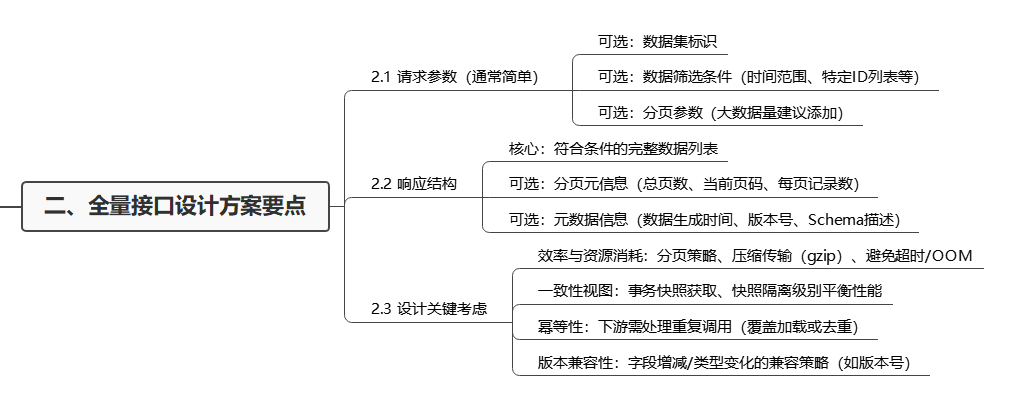 二、全量接口设计方案要点
2.1 请求参数（通常简单）
可选：数据集标识
可选：数据筛选条件（时间范围、特定ID列表等）
可选：分页参数（大数据量建议添加）
2.2 响应结构
核心：符合条件的完整数据列表
可选：分页元信息（总页数、当前页码、每页记录数）
可选：元数据信息（数据生成时间、版本号、Schema描述）
2.3 设计关键考虑
效率与资源消耗：分页策略、压缩传输（gzip）、避免超时/OOM
一致性视图：事务快照获取、快照隔离级别平衡性能
幂等性：下游需处理重复调用（覆盖加载或去重）
版本兼容性：字段增减/类型变化的兼容策略（如版本号）